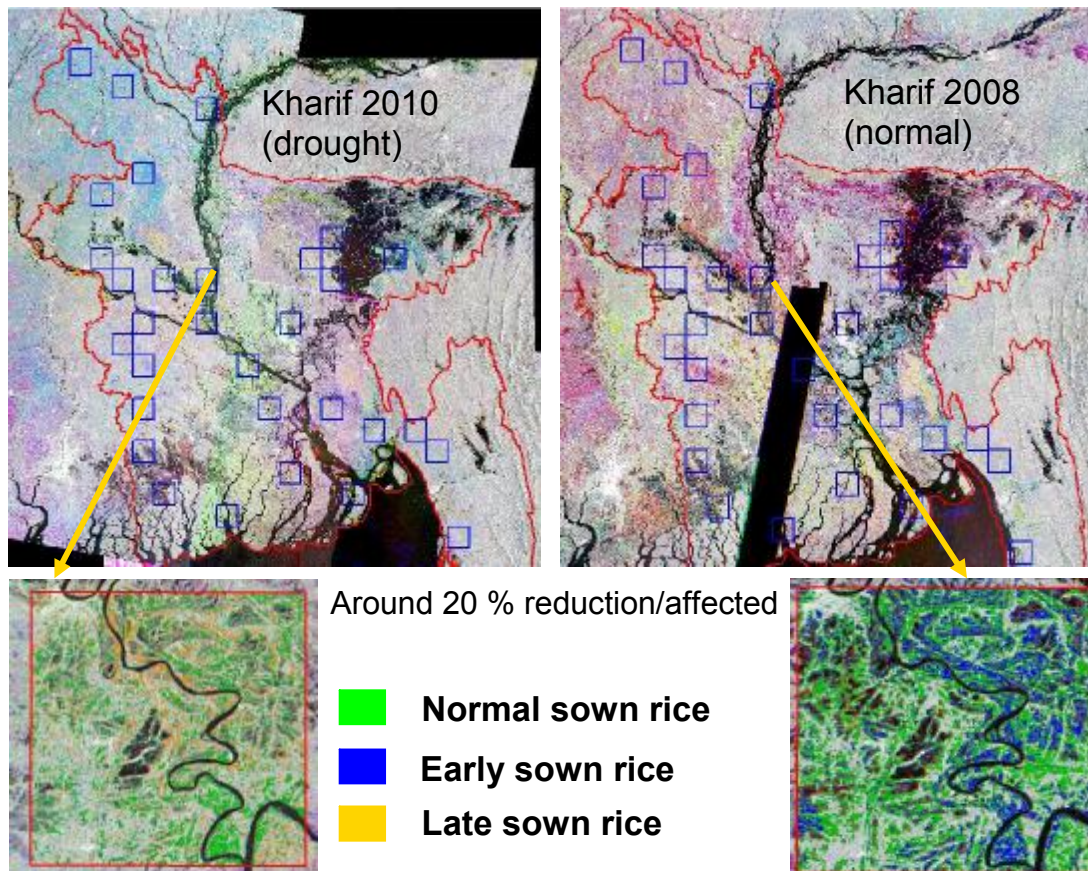 Kharif 2010
(drought)
Kharif 2008
(normal)
Around 20 % reduction/affected
Normal sown rice
Early sown rice
Late sown rice